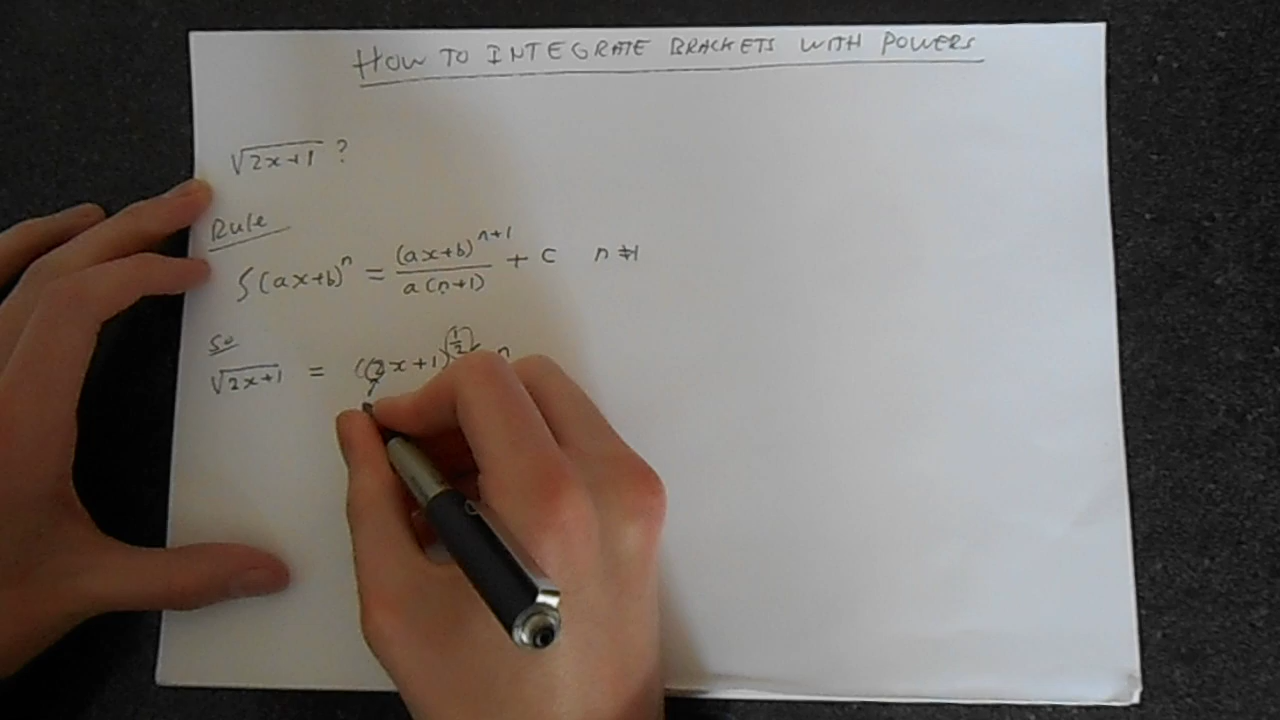 HOW TO INTEGRATE BRACKETS WITH POWERS
√(2x+1) ?
Rule
∫(ax+b)^n = (ax+b)^(n+1) / a(n+1) + c n ≠ 1
So
√(2x+1) = ((2x+1)^(1/2) n